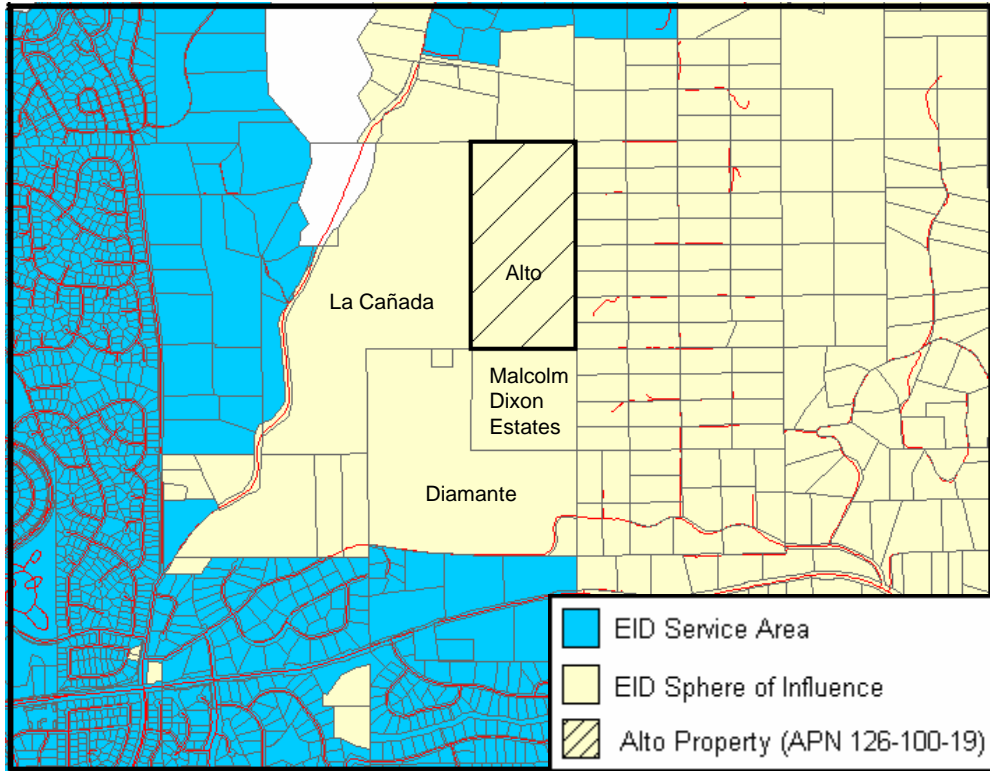 Alto
La Cañada
Malcolm
Dixon
Estates
Diamante
EID Service Area
EID Sphere of Influence
Alto Property (APN 126-100-19)